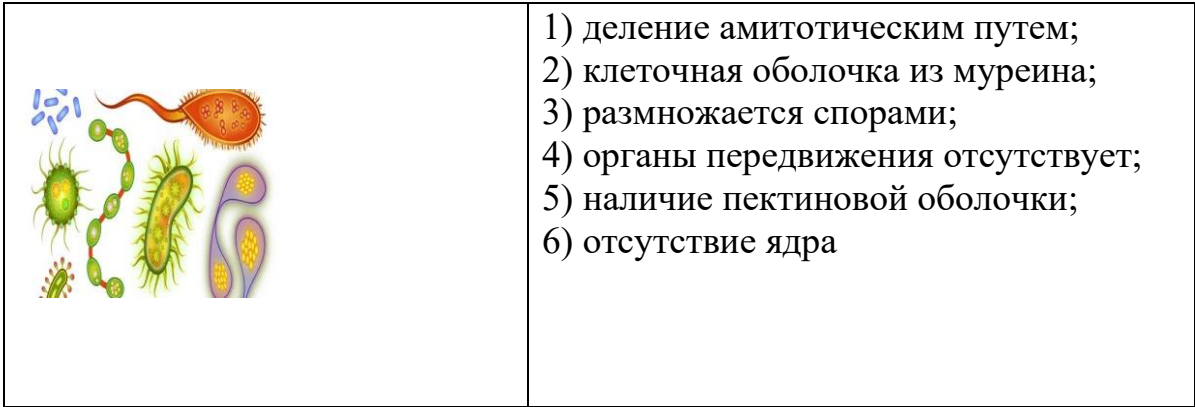 1) деление амитотическим путем;
2) клеточная оболочка из муреина;
3) размножается спорами;
4) органы передвижения отсутствует;
5) наличие пектиновой оболочки;
6) отсутствие ядра